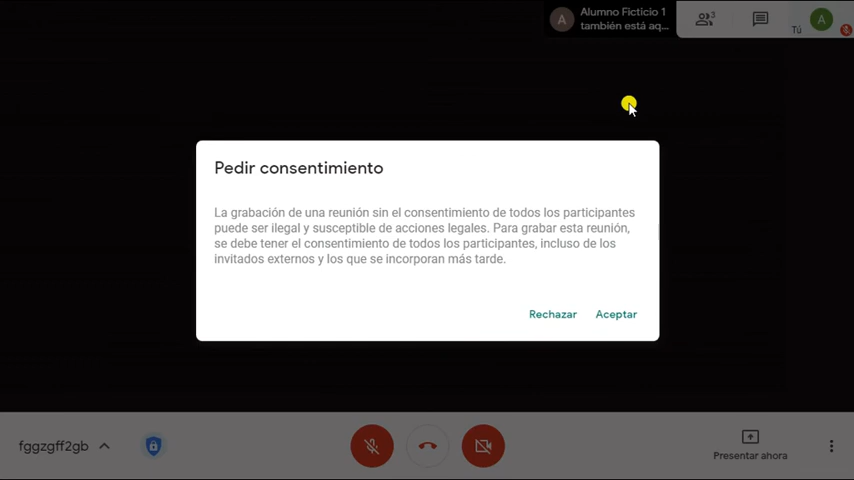 Alumno Ficticio 1
también está aq...
A
3
Tú
A
Pedir consentimiento
La grabación de una reunión sin el consentimiento de todos los participantes
puede ser ilegal y susceptible de acciones legales. Para grabar esta reunión,
se debe tener el consentimiento de todos los participantes, incluso de los
invitados externos y los que se incorporan más tarde.
Rechazar
Aceptar
fggzgff2gb
Presentar ahora